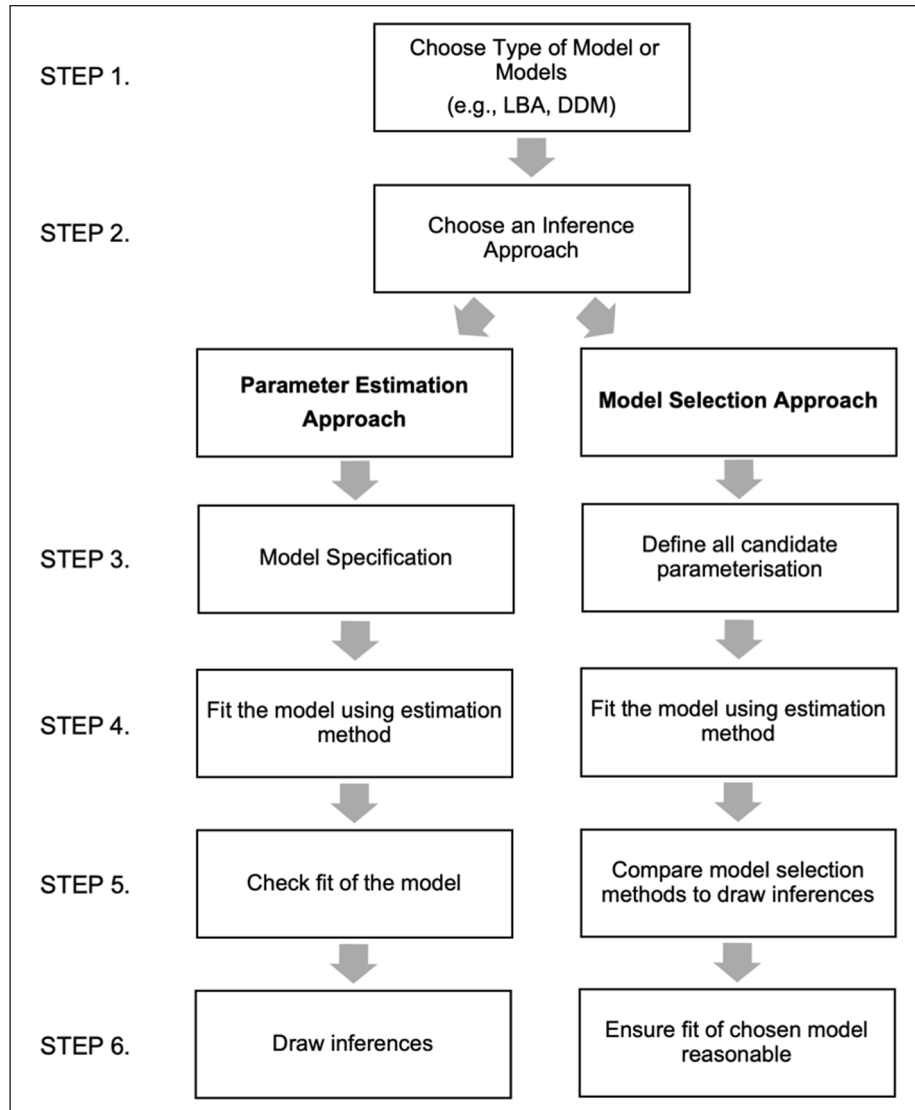 STEP 1.
Choose Type of Model or
Models
(e.g., LBA, DDM)
STEP 2.
Choose an Inference
Approach
Parameter Estimation
Approach
Model Selection Approach
STEP 3.
Model Specification
Define all candidate
parameterisation
STEP 4.
Fit the model using estimation
method
Fit the model using estimation
method
STEP 5.
Check fit of the model
Compare model selection
methods to draw inferences
STEP 6.
Draw inferences
Ensure fit of chosen model
reasonable